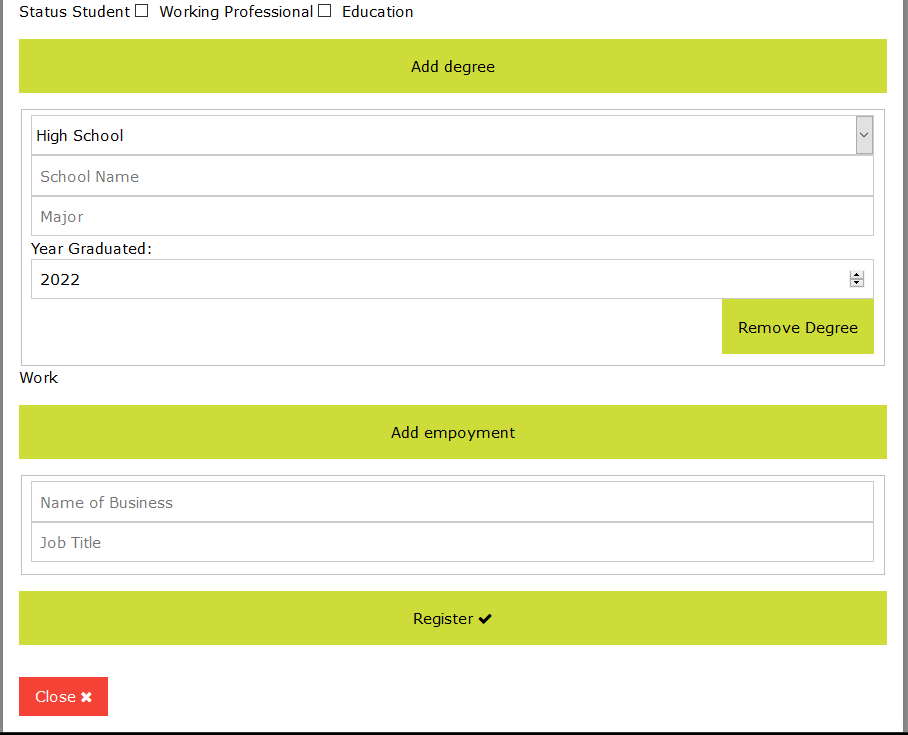 Status Student Working Professional Education
Add degree
High School
School Name
Major
Year Graduated:
2022
Remove Degree
Work
Add empoyment
Name of Business
Job Title
Register
Close